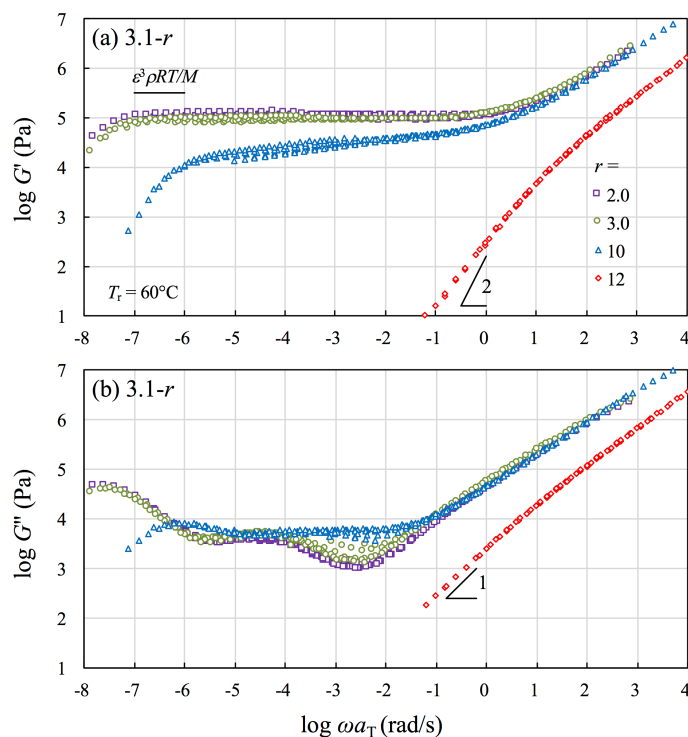 (a) 3.1-r
ε³ρRT/M
log G' (Pa)
7
6
5
4
3
2
1
r =
2.0
3.0
10
12
2
Tr = 60°C
-8 -7 -6 -5 -4 -3 -2 -1 0 1 2 3 4
(b) 3.1-r
log G'' (Pa)
7
6
5
4
3
2
1
1
-8 -7 -6 -5 -4 -3 -2 -1 0 1 2 3 4
log ωaT (rad/s)